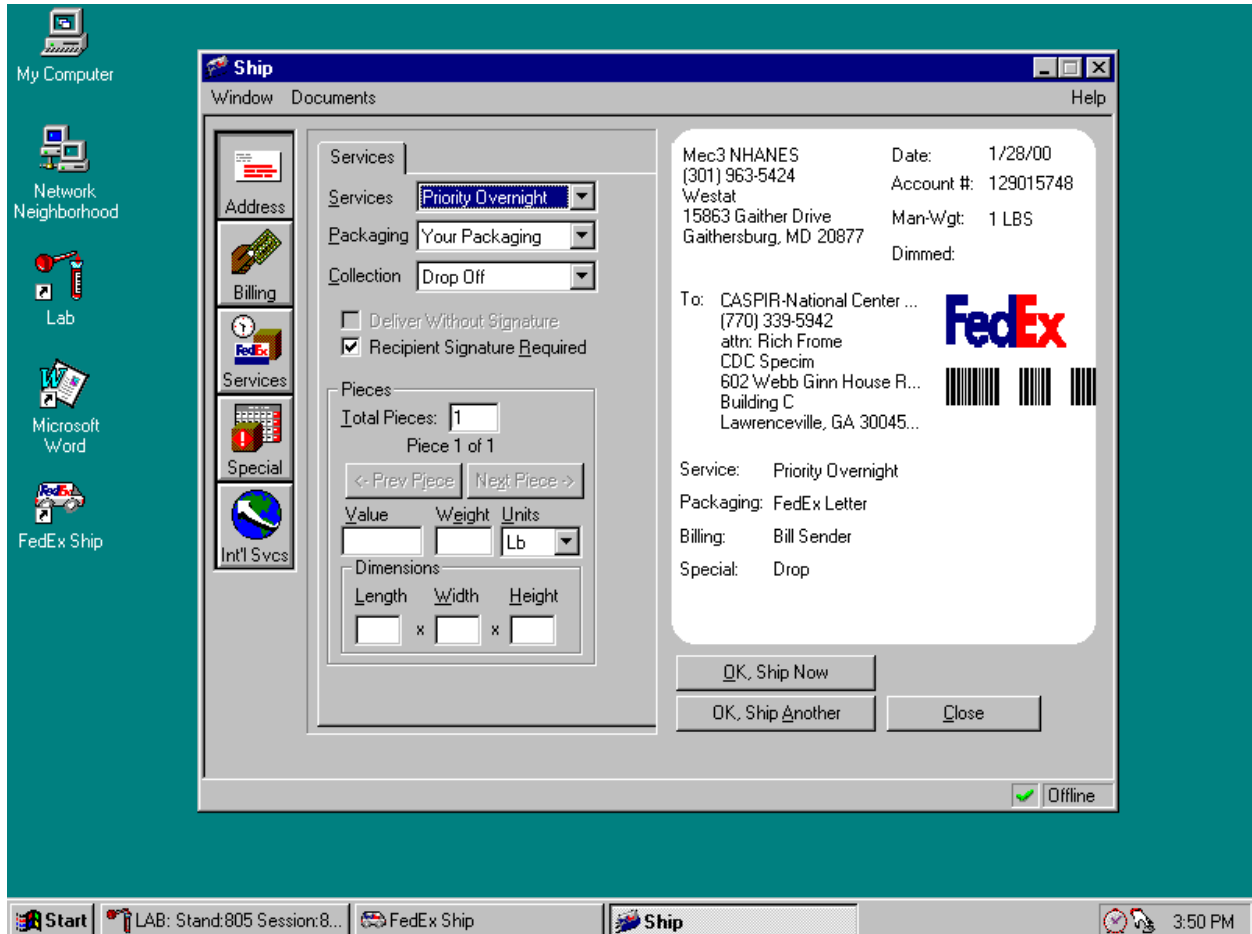 My Computer
Network
Neighborhood
Lab
Microsoft
Word
FedEx Ship
Ship
Window Documents Help
Address
Billing
FedEx
Services
Special
Int'l Svcs
Services
Services Priority Overnight
Packaging Your Packaging
Collection Drop Off
Deliver Without Signature
Recipient Signature Required
Pieces
Total Pieces: 1
Piece 1 of 1
<- Prev Piece Next Piece ->
Value Weight Units
Lb
Dimensions
Length Width Height
x x
Mec3 NHANES
(301) 963-5424
Westat
15863 Gaither Drive
Gaithersburg, MD 20877
Date: 1/28/00
Account #: 129015748
Man-Wgt: 1 LBS
Dimmed:
To: CASPIR-National Center ...
(770) 339-5942
attn: Rich Frome
CDC Specim
602 Webb Ginn House R...
Building C
Lawrenceville, GA 30045...
FedEx
Service: Priority Overnight
Packaging: FedEx Letter
Billing: Bill Sender
Special: Drop
OK, Ship Now
OK, Ship Another Close
Offline
Start LAB: Stand:805 Session:8... FedEx Ship Ship 3:50 PM